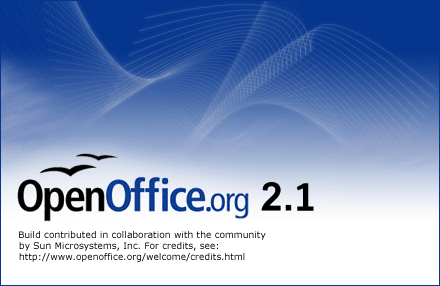 OpenOffice.org 2.1
Build contributed in collaboration with the community
by Sun Microsystems, Inc. For credits, see:
http://www.openoffice.org/welcome/credits.html